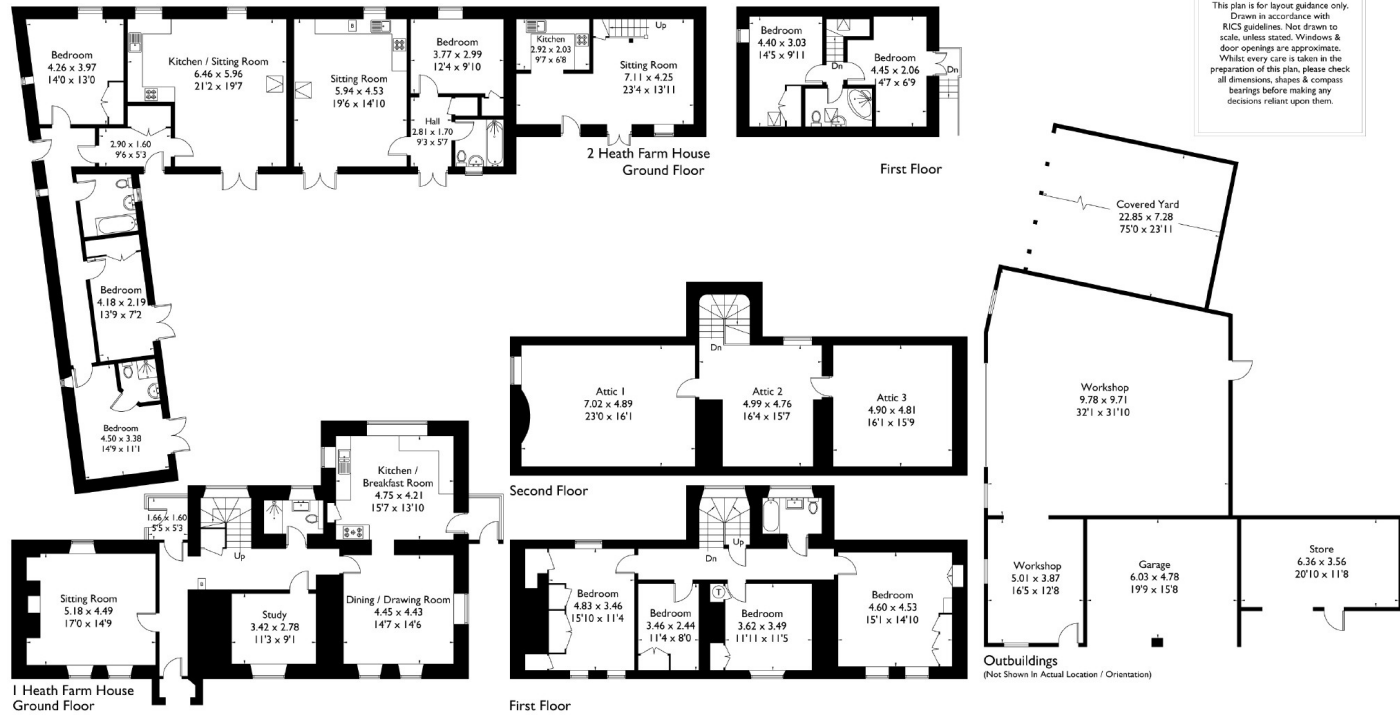 Bedroom
4.26 x 3.97
14'0 x 13'0
Kitchen / Sitting Room
6.46 x 5.96
21'2 x 19'7
B
Sitting Room
5.94 x 4.53
19'6 x 14'10
Bedroom
3.77 x 2.99
12'4 x 9'10
Hall
2.81 x 1.70
9'3 x 5'7
2.90 x 1.60
9'6 x 5'3
Bedroom
4.18 x 2.19
13'9 x 7'2
Bedroom
4.50 x 3.38
14'9 x 11'1
Kitchen
2.92 x 2.03
9'7 x 6'8
Up
Sitting Room
7.11 x 4.25
23'4 x 13'11
2 Heath Farm House
Ground Floor
Bedroom
4.40 x 3.03
14'5 x 9'11
Dn
Bedroom
4.45 x 2.06
14'7 x 6'9
Dn
First Floor
This plan is for layout guidance only.
Drawn in accordance with
RICS guidelines. Not drawn to
scale, unless stated. Windows &
door openings are approximate.
Whilst every care is taken in the
preparation of this plan, please check
all dimensions, shapes & compass
bearings before making any
decisions reliant upon them.
Covered Yard
22.85 x 7.28
75'0 x 23'11
Workshop
9.78 x 9.71
32'1 x 31'10
Workshop
5.01 x 3.87
16'5 x 12'8
Garage
6.03 x 4.78
19'9 x 15'8
Store
6.36 x 3.56
20'10 x 11'8
Outbuildings
(Not Shown In Actual Location / Orientation)
Dn
Attic 1
7.02 x 4.89
23'0 x 16'1
Attic 2
4.99 x 4.76
16'4 x 15'7
Attic 3
4.90 x 4.81
16'1 x 15'9
Second Floor
Kitchen /
Breakfast Room
4.75 x 4.21
15'7 x 13'10
1.66 x 1.60
5'5 x 5'3
Up
B
Sitting Room
5.18 x 4.49
17'0 x 14'9
Study
3.42 x 2.78
11'3 x 9'1
Dining / Drawing Room
4.45 x 4.43
14'7 x 14'6
1 Heath Farm House
Ground Floor
Up
Dn
T
Bedroom
4.83 x 3.46
15'10 x 11'4
Bedroom
3.46 x 2.44
11'4 x 8'0
Bedroom
3.62 x 3.49
11'11 x 11'5
Bedroom
4.60 x 4.53
15'1 x 14'10
First Floor